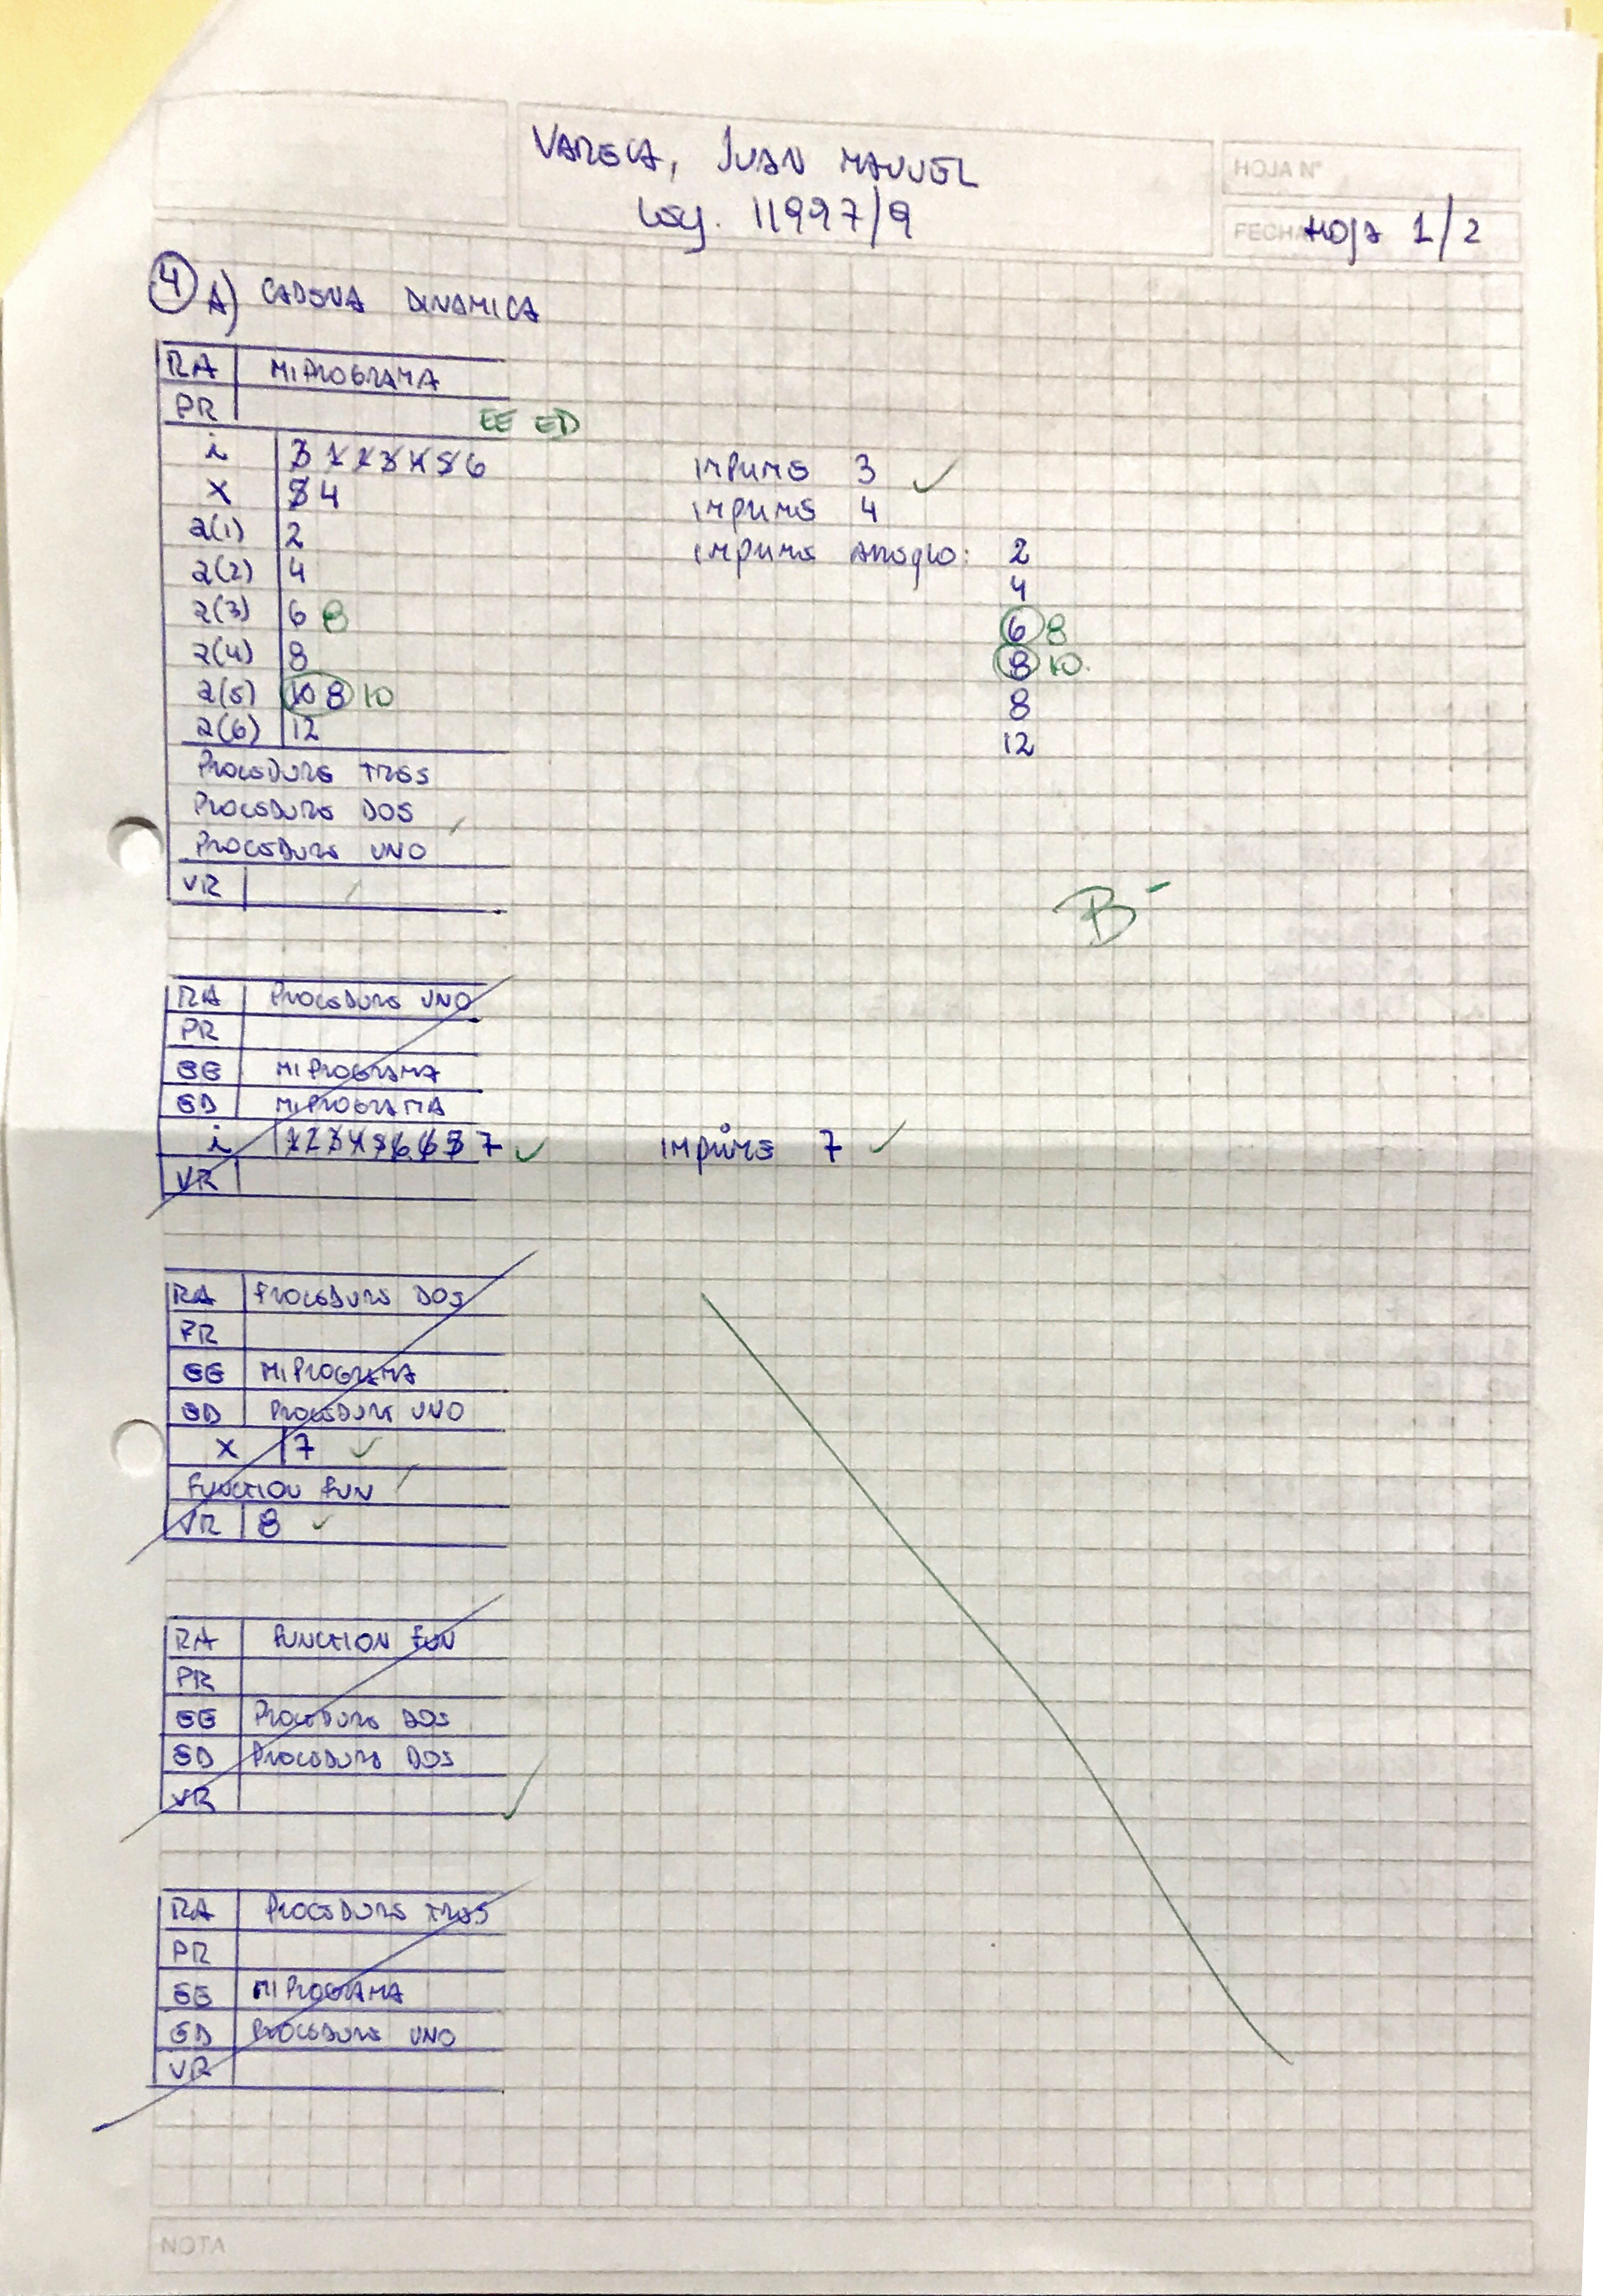 VARELA, JUAN MANUEL
Leg. 11997/9
HOJA N°
FECHA HOJA 1/2
4 A) CADENA DINAMICA
RA MIPROGRAMA
PR
EE ED
i 3 1 2 3 4 5 6 IMPRIME 3 ✓
X 5 4 IMPRIME 4
a(1) 2 IMPRIME ARREGLO: 2
a(2) 4 4
a(3) 6 8 6 8
a(4) 8 8 10.
a(5) 10 8 10 8
a(6) 12 12
PROCEDURE TRES
PROCEDURE DOS
PROCEDURE UNO
VR
B-
RA PROCEDURE UNO
PR
EE MIPROGRAMA
ED MIPROGRAMA
i 1 2 3 4 5 6 6 5 7 ✓ IMPRIME 7 ✓
VR
RA PROCEDURE DOS
PR
EE MIPROGRAMA
ED PROCEDURE UNO
X 7 ✓
FUNCTION FUN
VR 8 ✓
RA FUNCTION FUN
PR
EE PROCEDURE DOS
ED PROCEDURE DOS
VR
RA PROCEDURE TRES
PR
EE MIPROGRAMA
ED PROCEDURE UNO
VR
NOTA